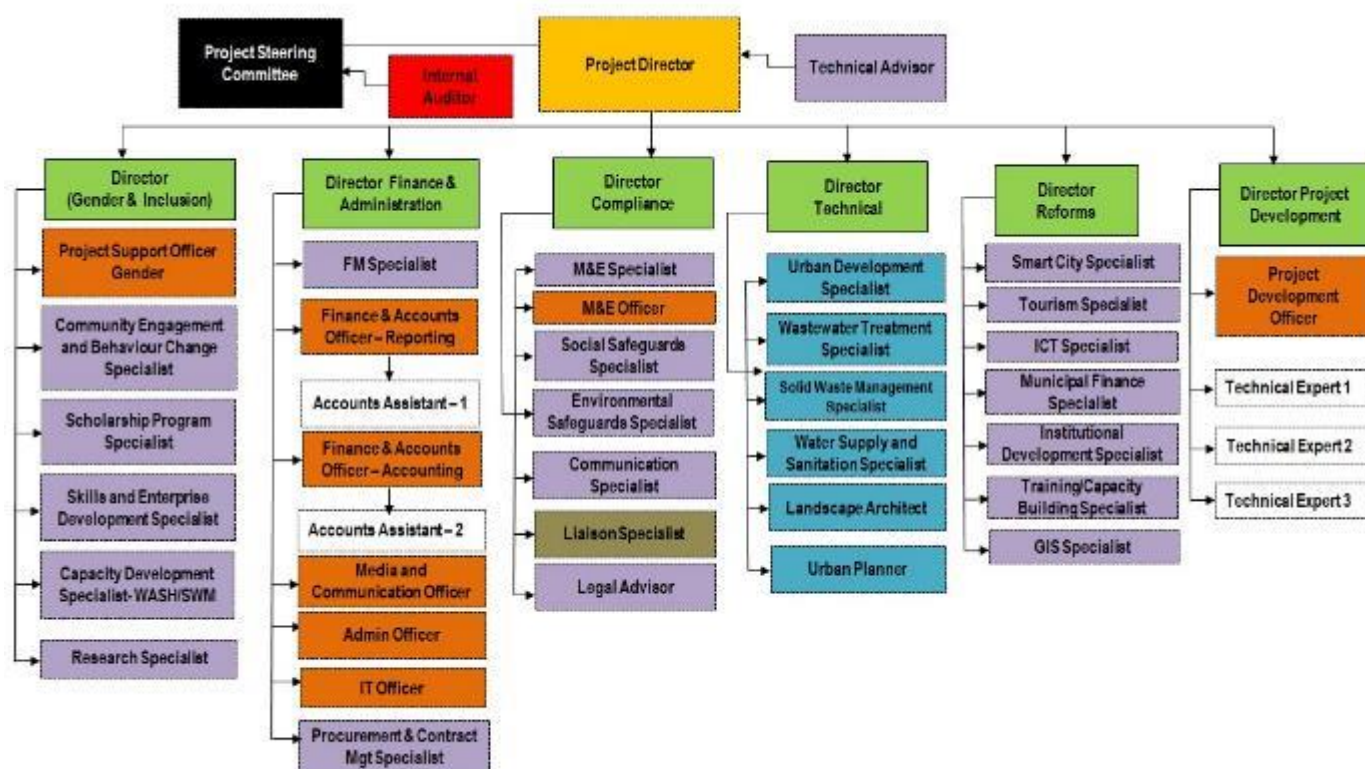 Project Steering
Committee
Internal
Auditor
Project Director
Technical Advisor
Director
(Gender & Inclusion)
Project Support Officer
Gender
Community Engagement
and Behaviour Change
Specialist
Scholarship Program
Specialist
Skills and Enterprise
Development Specialist
Capacity Development
Specialist- WASH/SWM
Research Specialist
Director Finance &
Administration
FM Specialist
Finance & Accounts
Officer – Reporting
Accounts Assistant – 1
Finance & Accounts
Officer – Accounting
Accounts Assistant – 2
Media and
Communication Officer
Admin Officer
IT Officer
Procurement & Contract
Mgt Specialist
Director
Compliance
M&E Specialist
M&E Officer
Social Safeguards
Specialist
Environmental
Safeguards Specialist
Communication
Specialist
Liaison Specialist
Legal Advisor
Director
Technical
Urban Development
Specialist
Wastewater Treatment
Specialist
Solid Waste Management
Specialist
Water Supply and
Sanitation Specialist
Landscape Architect
Urban Planner
Director
Reforms
Smart City Specialist
Tourism Specialist
ICT Specialist
Municipal Finance
Specialist
Institutional
Development Specialist
Training/Capacity
Building Specialist
GIS Specialist
Director Project
Development
Project
Development
Officer
Technical Expert 1
Technical Expert 2
Technical Expert 3